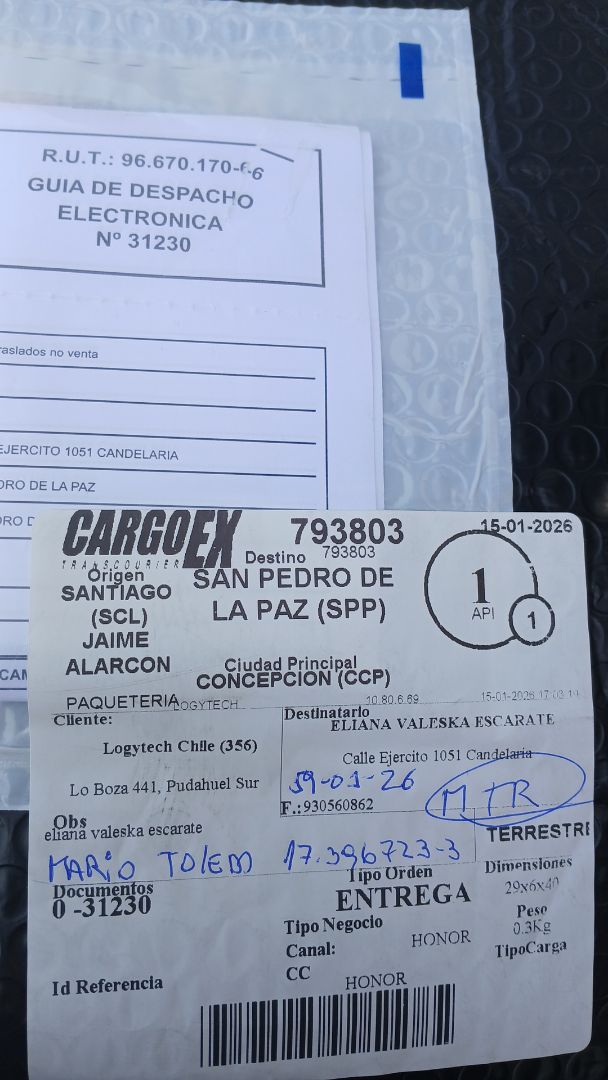 R.U.T.: 96.670.170-6
GUIA DE DESPACHO
ELECTRONICA
Nº 31230
raslados no venta
EJERCITO 1051 CANDELARIA
DRO DE LA PAZ
DRO D
CAM
CARGOEX
TRANSCOURIER
793803
15-01-2026
Destino 793803
Origen
SANTIAGO
(SCL)
JAIME
ALARCON
SAN PEDRO DE
LA PAZ (SPP)
1
API
1
Ciudad Principal
CONCEPCION (CCP)
PAQUETERIA LOGYTECH
10.80.6.69
15-01-2026 17:03:10
Cliente:
Logytech Chile (356)
Lo Boza 441, Pudahuel Sur
Destinatario
ELIANA VALESKA ESCARATE
Calle Ejercito 1051 Candelaria
F.:930560862
MTR
Obs
eliana valeska escarate
TERRESTRE
MARIO TOLEDO 17.396723-3
Documentos
0 -31230
Tipo Orden
ENTREGA
Dimensiones
29x6x40
Peso
0.3Kg
TipoCarga
Tipo Negocio
Canal: HONOR
CC HONOR
Id Referencia